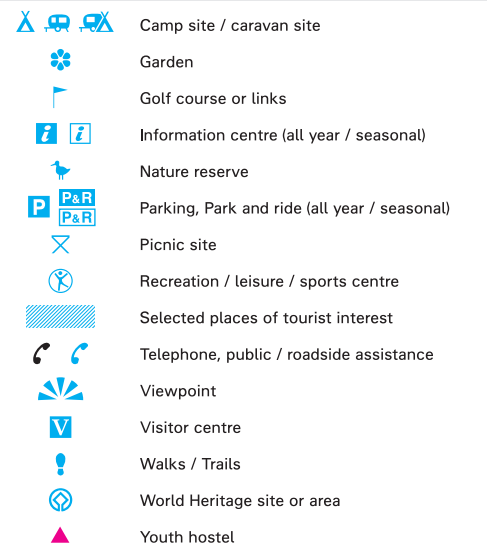 Camp site / caravan site
Garden
Golf course or links
i i Information centre (all year / seasonal)
Nature reserve
P P&R P&R Parking, Park and ride (all year / seasonal)
Picnic site
Recreation / leisure / sports centre
Selected places of tourist interest
Telephone, public / roadside assistance
Viewpoint
V Visitor centre
Walks / Trails
World Heritage site or area
Youth hostel